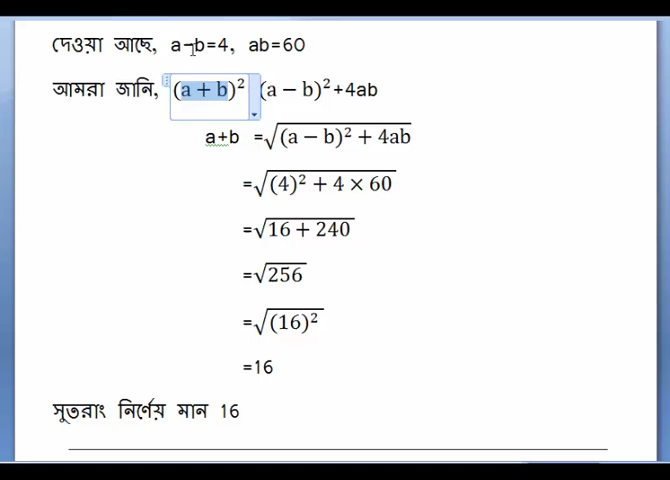 দেওয়া আছে, a-b=4, ab=60
আমরা জানি, (a + b)² (a − b)²+4ab
a+b =√(a − b)² + 4ab
=√(4)² + 4 × 60
=√16 + 240
=√256
=√(16)²
=16
সুতরাং নির্ণেয় মান 16